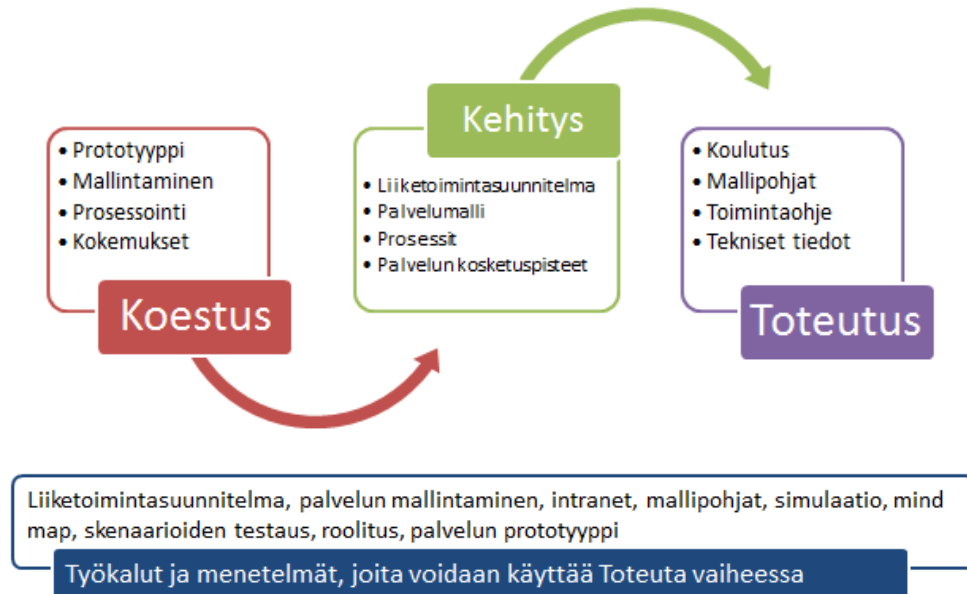 • Prototyyppi
• Mallintaminen
• Prosessointi
• Kokemukset
Koestus
Kehitys
• Liiketoimintasuunnitelma
• Palvelumalli
• Prosessit
• Palvelun kosketuspisteet
• Koulutus
• Mallipohjat
• Toimintaohje
• Tekniset tiedot
Toteutus
Liiketoimintasuunnitelma, palvelun mallintaminen, intranet, mallipohjat, simulaatio, mind
map, skenaarioiden testaus, roolitus, palvelun prototyyppi
Työkalut ja menetelmät, joita voidaan käyttää Toteuta vaiheessa